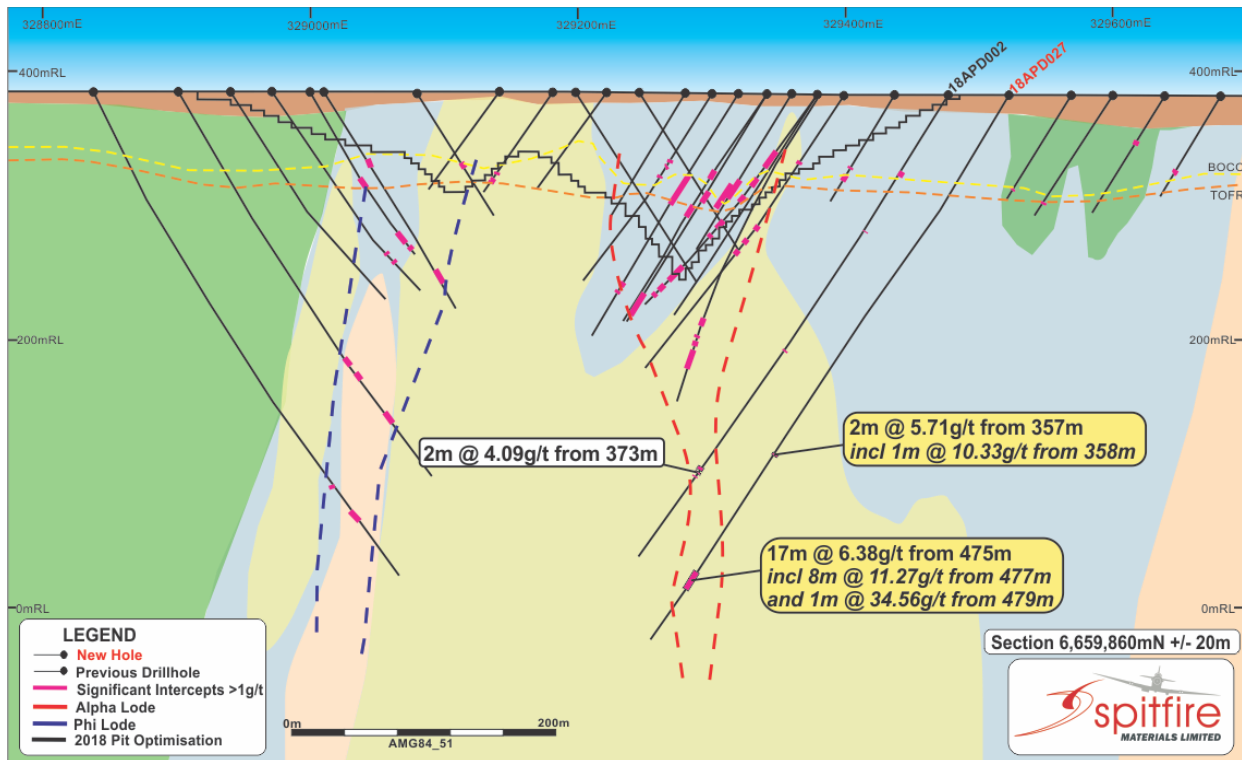 328800mE
329000mE
329200mE
329400mE
329600mE
400mRL
400mRL
18APD002
18APD027
BOCO
TOFR
200mRL
200mRL
2m @ 5.71g/t from 357m
incl 1m @ 10.33g/t from 358m
2m @ 4.09g/t from 373m
17m @ 6.38g/t from 475m
incl 8m @ 11.27g/t from 477m
and 1m @ 34.56g/t from 479m
0mRL
0mRL
LEGEND
New Hole
Previous Drillhole
Significant Intercepts >1g/t
Alpha Lode
Phi Lode
2018 Pit Optimisation
0m
200m
AMG84_51
Section 6,659,860mN +/- 20m
spitfire
MATERIALS LIMITED